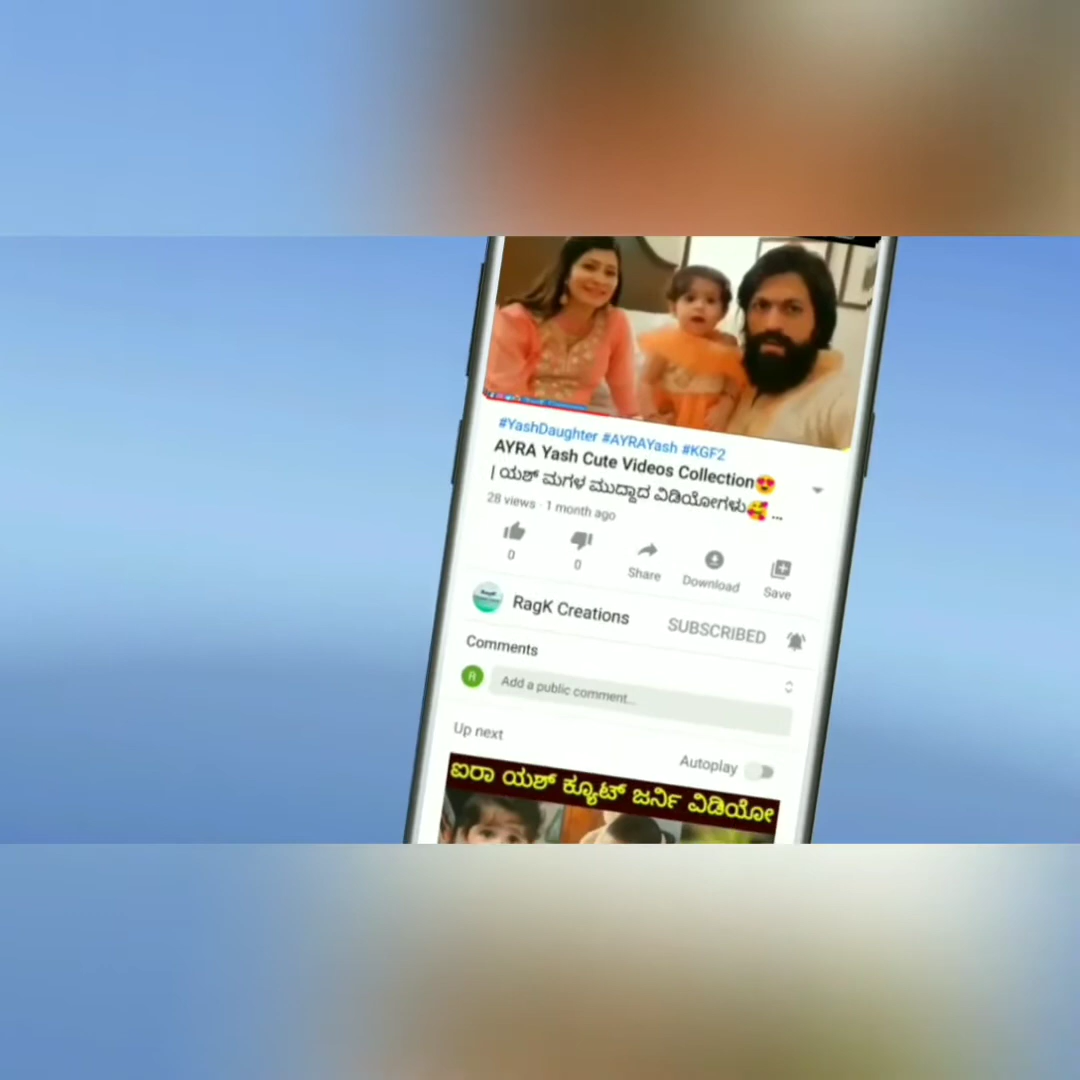 #YashDaughter #AYRAYash #KGF2
AYRA Yash Cute Videos Collection😍
| ಯಶ್ ಮಗಳ ಮುದ್ದಾದ ವಿಡಿಯೋಗಳು🥰 ...
28 views · 1 month ago
0
0
Share
Download
Save
RagK Creations
SUBSCRIBED
Comments
R
Add a public comment...
Up next
Autoplay
ಐರಾ ಯಶ್ ಕ್ಯೂಟ್ ಜರ್ನಿ ವಿಡಿಯೋ